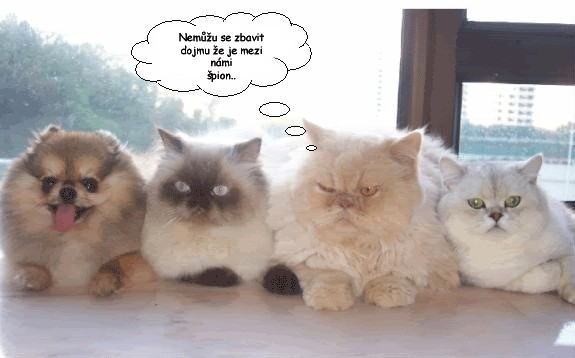 Nemůžu se zbavit
dojmu že je mezi
námi
špion..